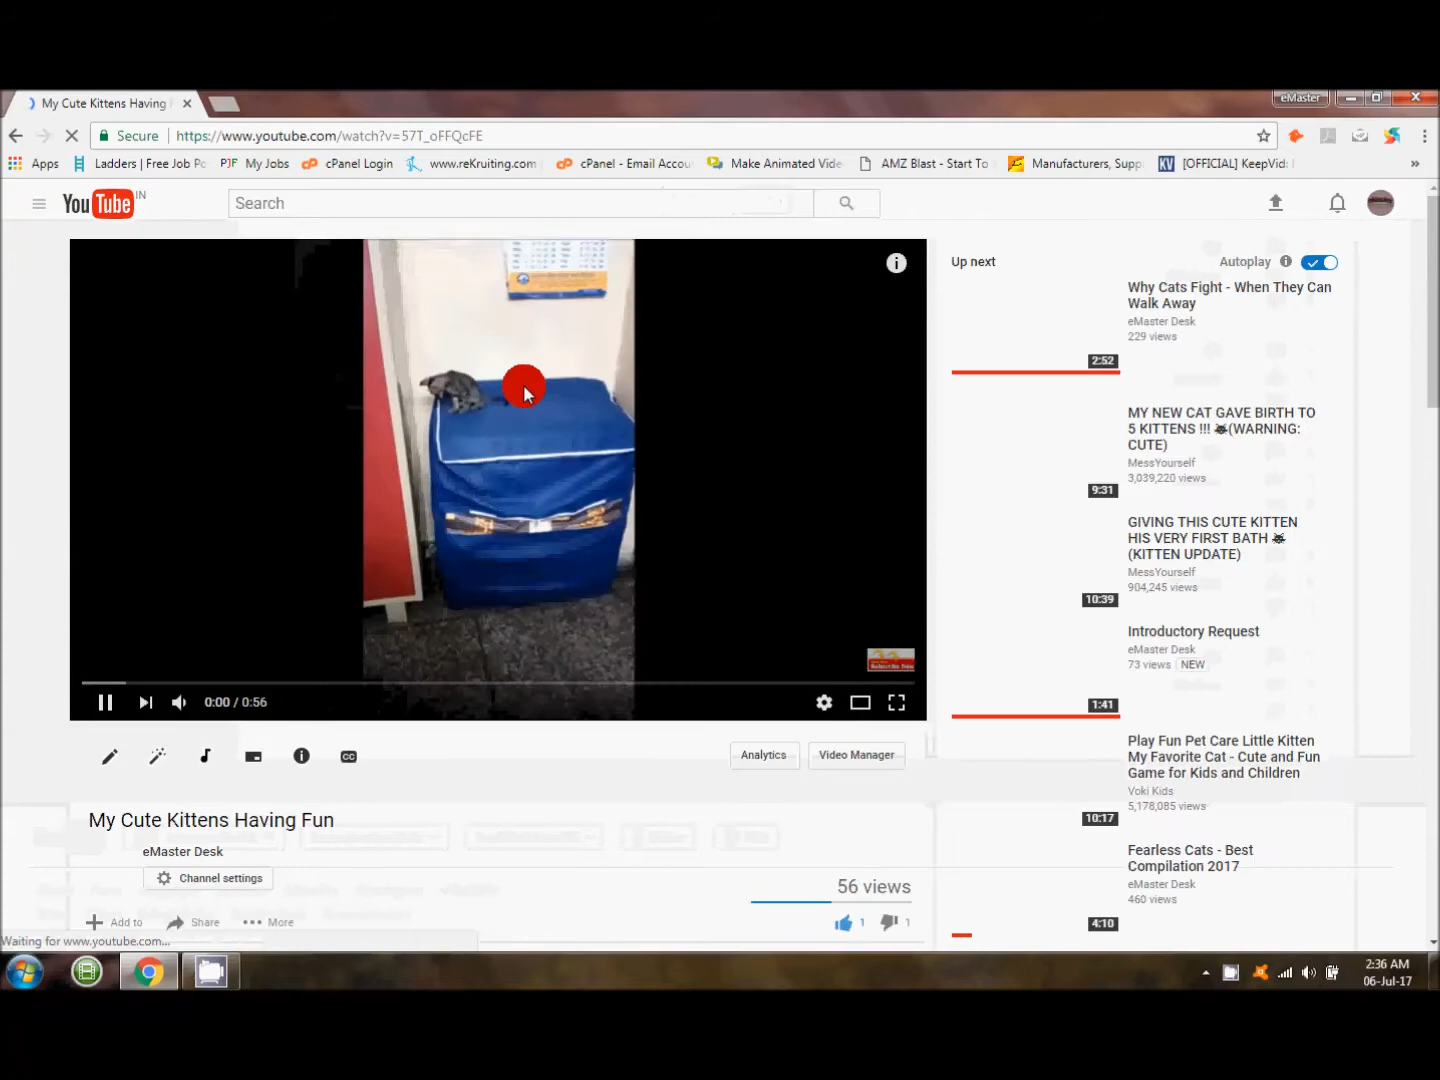 My Cute Kittens Having
eMaster
Secure
https://www.youtube.com/watch?v=57T_oFFQcFE
Apps
Ladders | Free Job Po
PJF My Jobs
cPanel Login
www.reKruiting.com
cPanel - Email Accou
Make Animated Vide
AMZ Blast - Start To
Manufacturers, Supp
KV [OFFICIAL] KeepVid:
»
YouTube IN
Search
Up next
Autoplay
Why Cats Fight - When They Can
Walk Away
eMaster Desk
229 views
2:52
MY NEW CAT GAVE BIRTH TO
5 KITTENS !!! (WARNING:
CUTE)
MessYourself
3,039,220 views
9:31
GIVING THIS CUTE KITTEN
HIS VERY FIRST BATH
(KITTEN UPDATE)
MessYourself
904,245 views
10:39
Introductory Request
eMaster Desk
73 views NEW
1:41
Play Fun Pet Care Little Kitten
My Favorite Cat - Cute and Fun
Game for Kids and Children
Voki Kids
5,178,085 views
10:17
Fearless Cats - Best
Compilation 2017
eMaster Desk
460 views
4:10
Subscribe Now
0:00 / 0:56
CC
Analytics
Video Manager
My Cute Kittens Having Fun
eMaster Desk
Channel settings
56 views
Add to
Share
More
1
1
Waiting for www.youtube.com...
2:36 AM
06-Jul-17